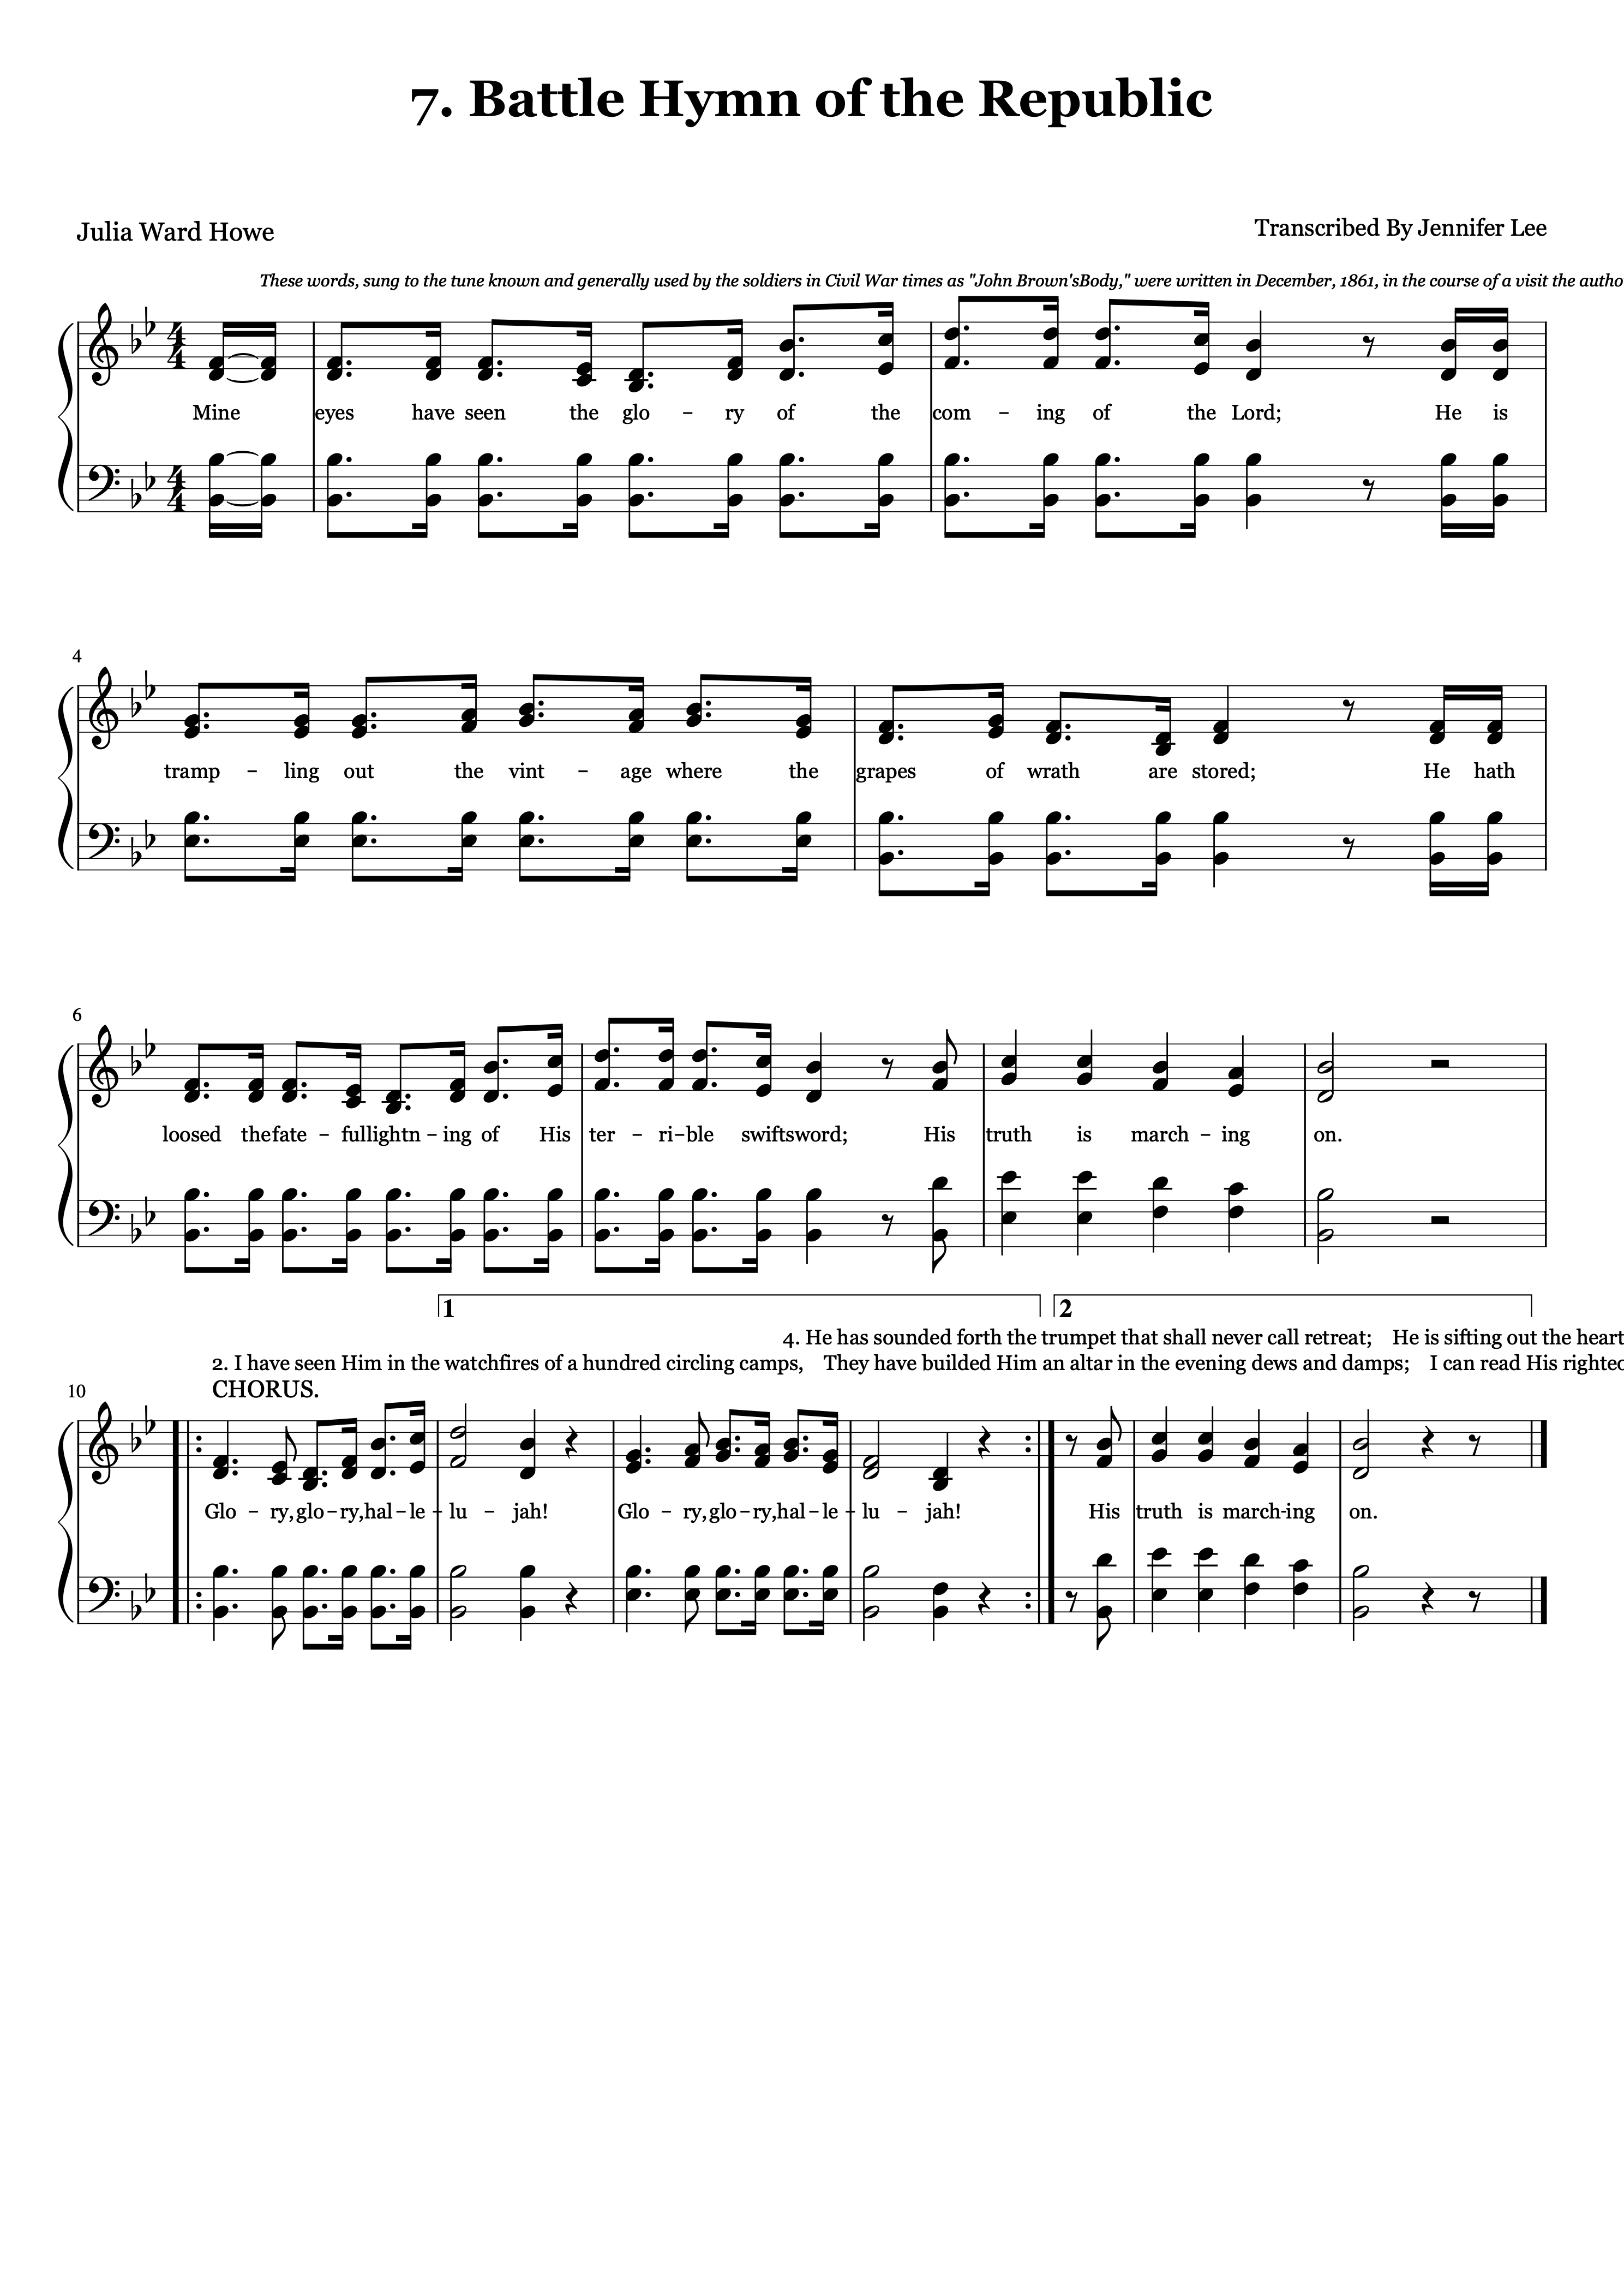 7. Battle Hymn of the Republic
Julia Ward Howe
Transcribed By Jennifer Lee
These words, sung to the tune known and generally used by the soldiers in Civil War times as "John Brown'sBody," were written in December, 1861, in the course of a visit the autho
Mine eyes have seen the glo – ry of the com – ing of the Lord; He is
4
tramp – ling out the vint – age where the grapes of wrath are stored; He hath
6
loosed the fate – ful lightn – ing of His ter – ri – ble swift sword; His truth is march – ing on.
1 2
4. He has sounded forth the trumpet that shall never call retreat; He is sifting out the heart
2. I have seen Him in the watchfires of a hundred circling camps, They have builded Him an altar in the evening dews and damps; I can read His righteo
10 CHORUS.
Glo – ry, glo – ry, hal – le – lu – jah! Glo – ry, glo – ry, hal – le – lu – jah! His truth is march – ing on.